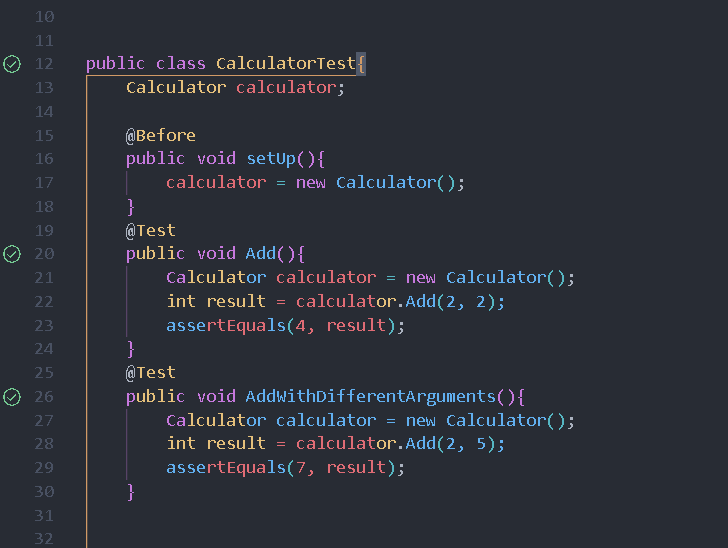 10
11
12 public class CalculatorTest{
13 Calculator calculator;
14
15 @Before
16 public void setUp(){
17 calculator = new Calculator();
18 }
19 @Test
20 public void Add(){
21 Calculator calculator = new Calculator();
22 int result = calculator.Add(2, 2);
23 assertEquals(4, result);
24 }
25 @Test
26 public void AddWithDifferentArguments(){
27 Calculator calculator = new Calculator();
28 int result = calculator.Add(2, 5);
29 assertEquals(7, result);
30 }
31
32